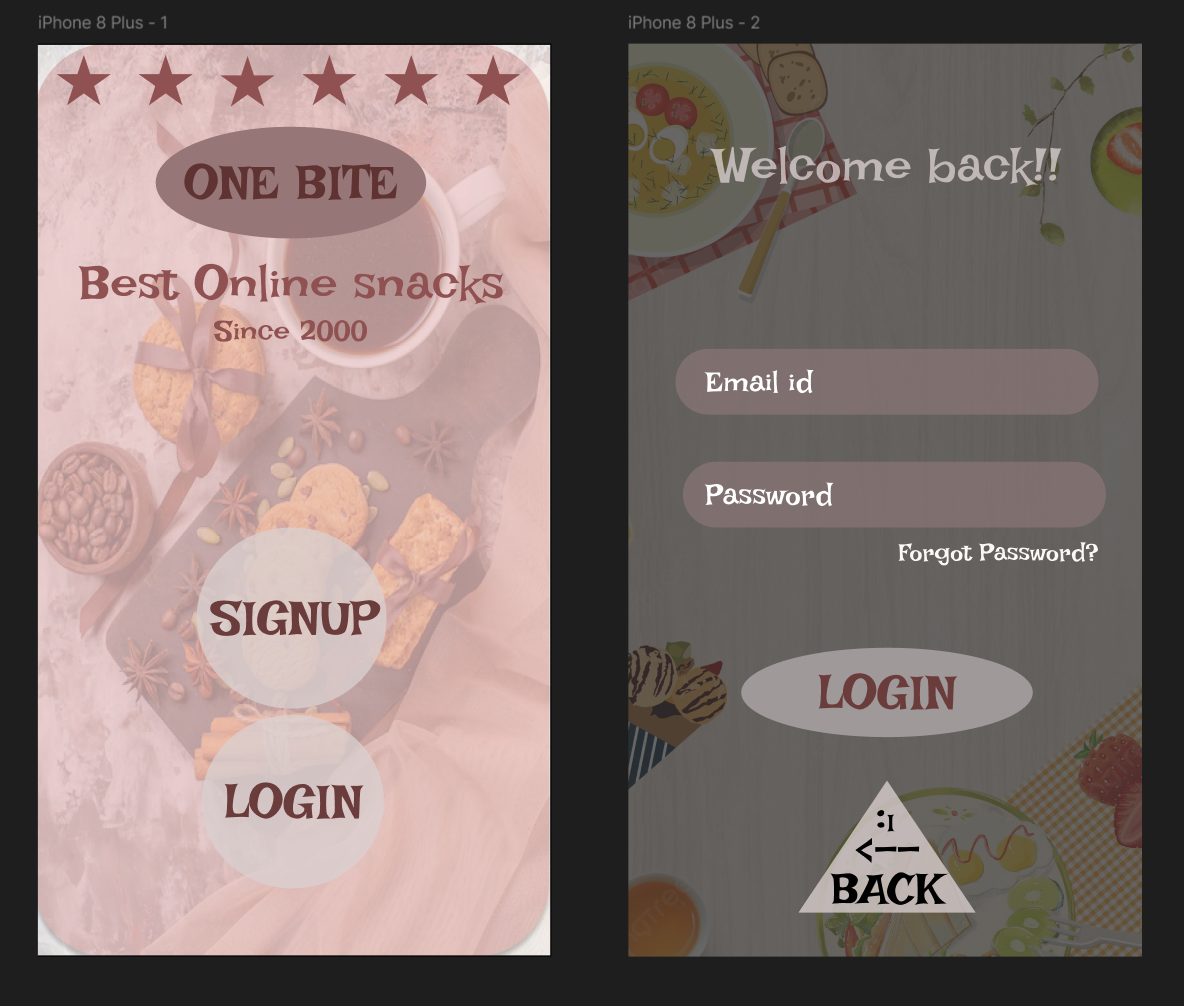 iPhone 8 Plus - 1
ONE BITE
Best Online snacks
Since 2000
SIGNUP
LOGIN
iPhone 8 Plus - 2
Welcome back!!
Email id
Password
Forgot Password?
LOGIN
:I
<--
BACK